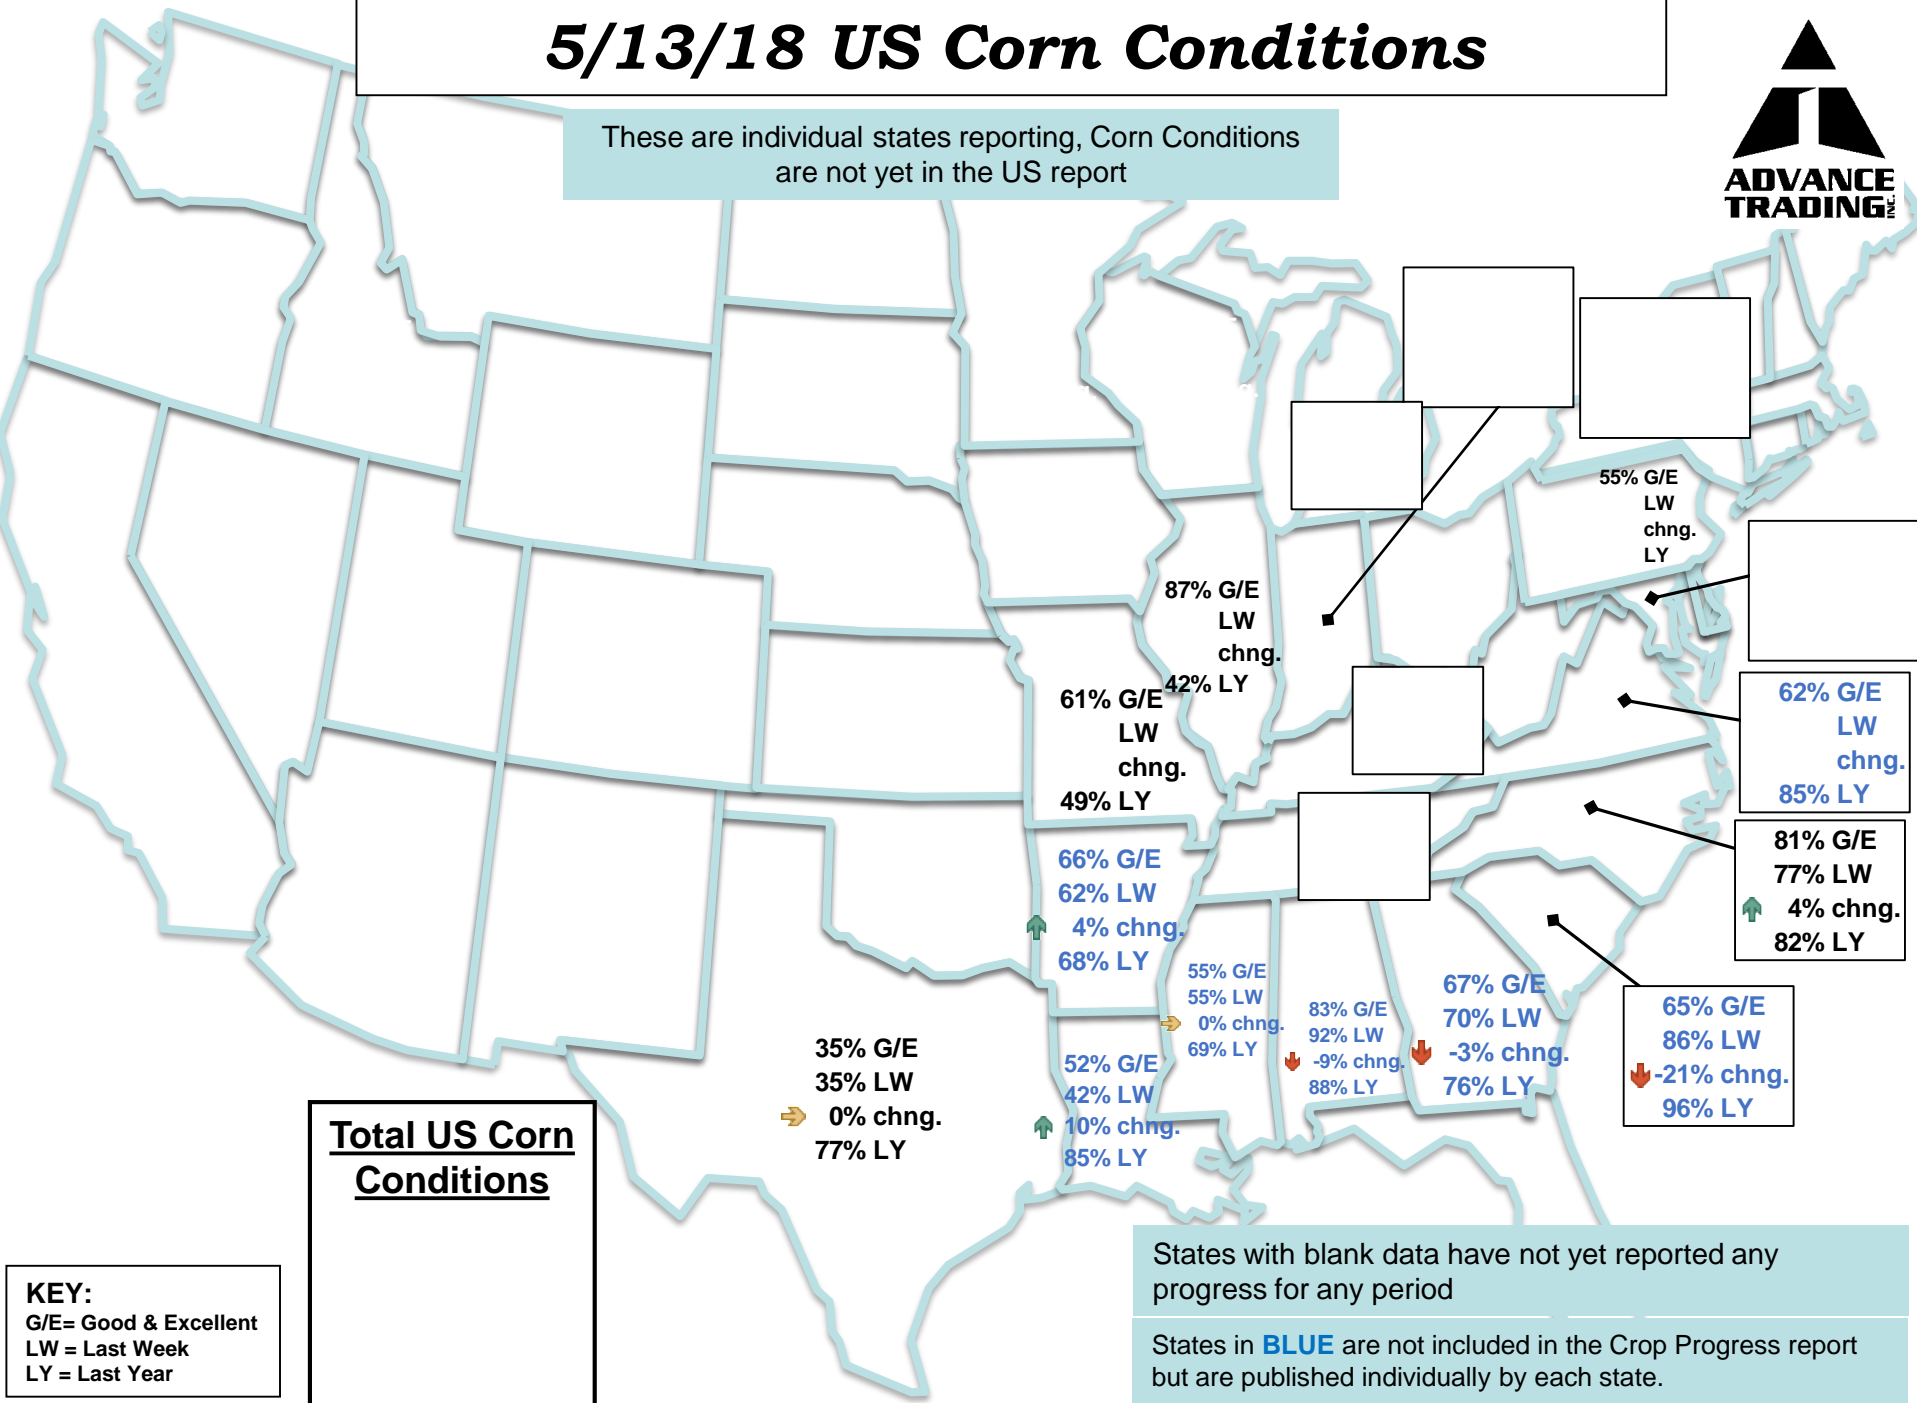 5/13/18 US Corn Conditions
These are individual states reporting, Corn Conditions
are not yet in the US report
ADVANCE
TRADING INC.
55% G/E
LW
chng.
LY
87% G/E
LW
chng.
42% LY
61% G/E
LW
chng.
49% LY
62% G/E
LW
chng.
85% LY
81% G/E
77% LW
4% chng.
82% LY
66% G/E
62% LW
4% chng.
68% LY
55% G/E
55% LW
0% chng.
69% LY
83% G/E
92% LW
-9% chng.
88% LY
67% G/E
70% LW
-3% chng.
76% LY
65% G/E
86% LW
-21% chng.
96% LY
35% G/E
35% LW
0% chng.
77% LY
52% G/E
42% LW
10% chng.
85% LY
Total US Corn
Conditions
KEY:
G/E= Good & Excellent
LW = Last Week
LY = Last Year
States with blank data have not yet reported any
progress for any period
States in BLUE are not included in the Crop Progress report
but are published individually by each state.